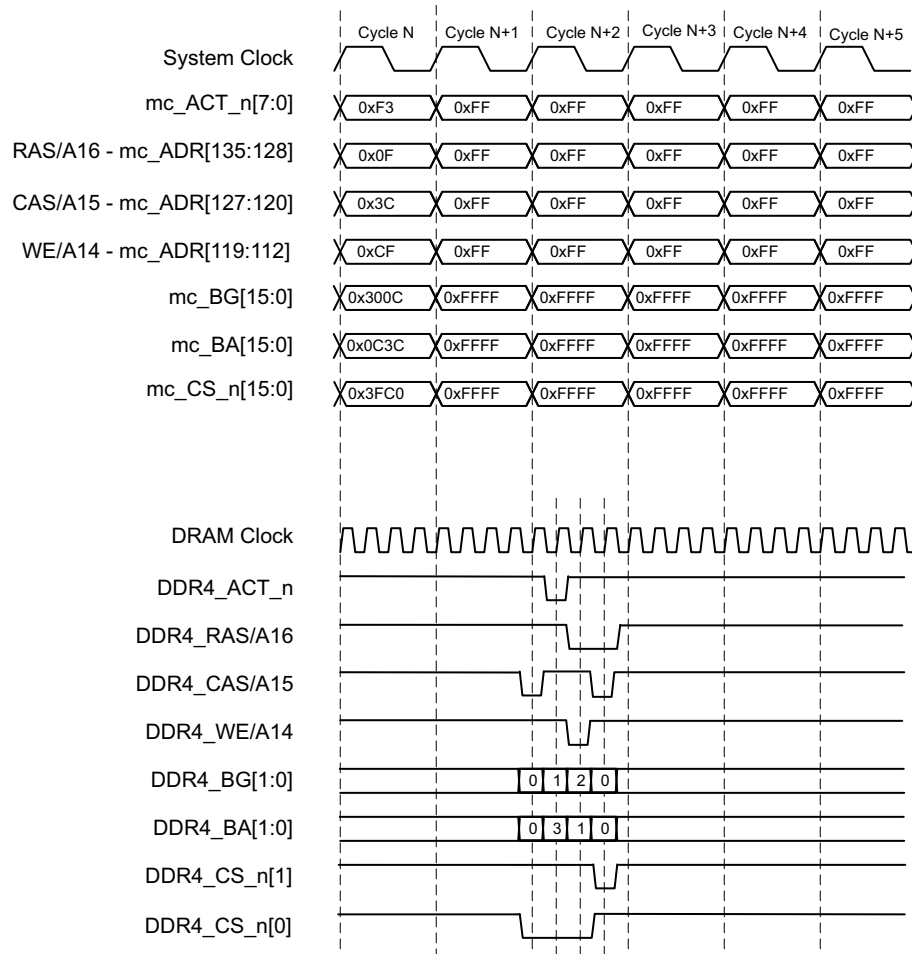 Cycle N Cycle N+1 Cycle N+2 Cycle N+3 Cycle N+4 Cycle N+5
System Clock
mc_ACT_n[7:0] 0xF3 0xFF 0xFF 0xFF 0xFF 0xFF
RAS/A16 - mc_ADR[135:128] 0x0F 0xFF 0xFF 0xFF 0xFF 0xFF
CAS/A15 - mc_ADR[127:120] 0x3C 0xFF 0xFF 0xFF 0xFF 0xFF
WE/A14 - mc_ADR[119:112] 0xCF 0xFF 0xFF 0xFF 0xFF 0xFF
mc_BG[15:0] 0x300C 0xFFFF 0xFFFF 0xFFFF 0xFFFF 0xFFFF
mc_BA[15:0] 0x0C3C 0xFFFF 0xFFFF 0xFFFF 0xFFFF 0xFFFF
mc_CS_n[15:0] 0x3FC0 0xFFFF 0xFFFF 0xFFFF 0xFFFF 0xFFFF
DRAM Clock
DDR4_ACT_n
DDR4_RAS/A16
DDR4_CAS/A15
DDR4_WE/A14
DDR4_BG[1:0] 0 1 2 0
DDR4_BA[1:0] 0 3 1 0
DDR4_CS_n[1]
DDR4_CS_n[0]